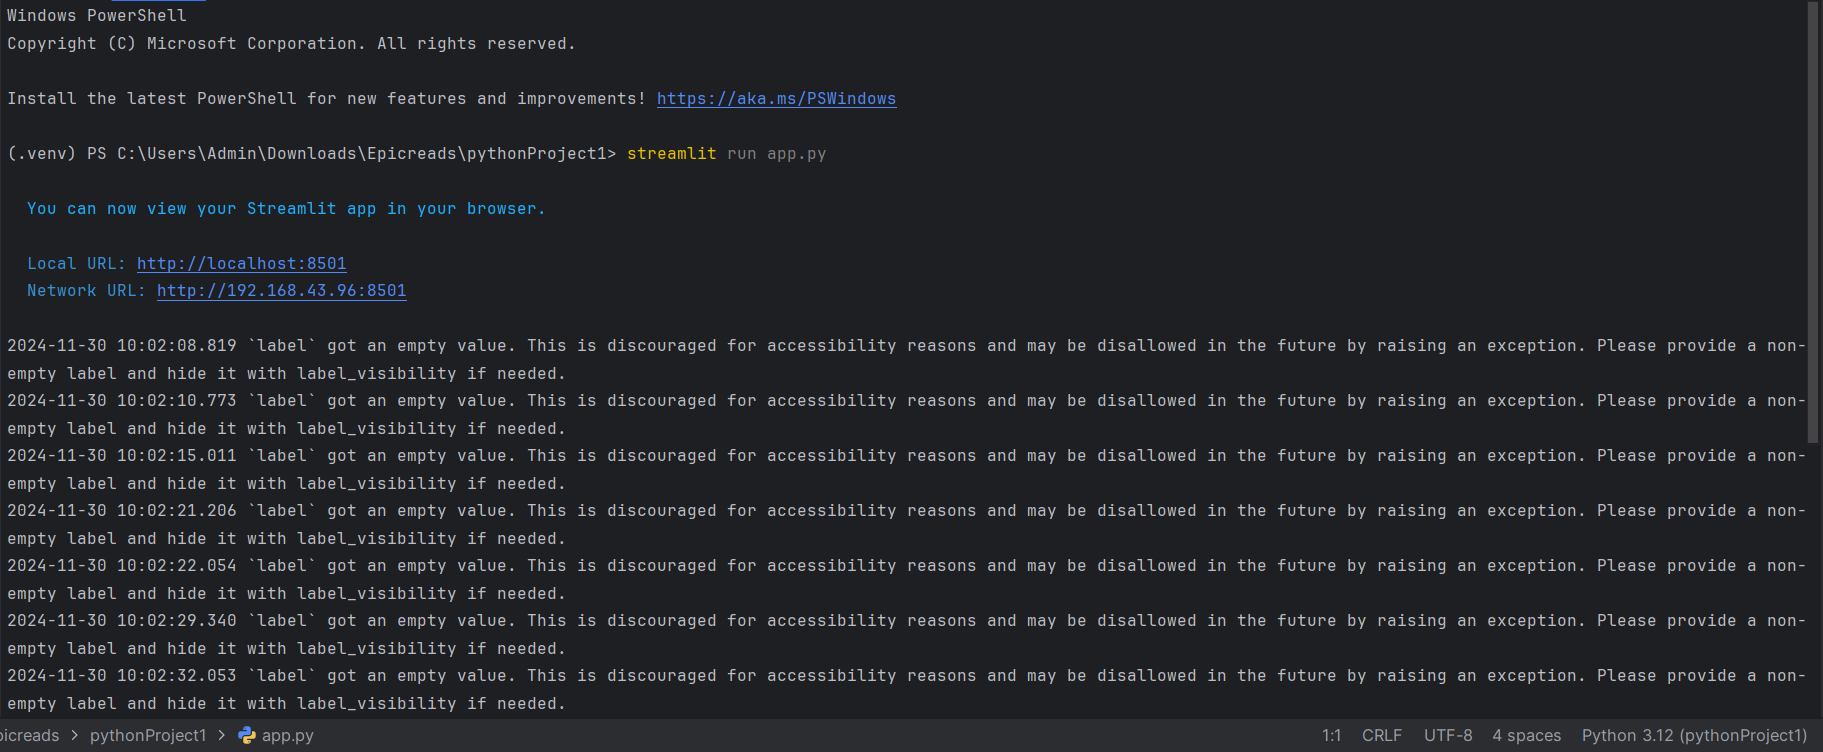 Windows PowerShell
Copyright (C) Microsoft Corporation. All rights reserved.
Install the latest PowerShell for new features and improvements! https://aka.ms/PSWindows
(.venv) PS C:\Users\Admin\Downloads\Epicreads\pythonProject1> streamlit run app.py
You can now view your Streamlit app in your browser.
Local URL: http://localhost:8501
Network URL: http://192.168.43.96:8501
2024-11-30 10:02:08.819 `label` got an empty value. This is discouraged for accessibility reasons and may be disallowed in the future by raising an exception. Please provide a non-
empty label and hide it with label_visibility if needed.
2024-11-30 10:02:10.773 `label` got an empty value. This is discouraged for accessibility reasons and may be disallowed in the future by raising an exception. Please provide a non-
empty label and hide it with label_visibility if needed.
2024-11-30 10:02:15.011 `label` got an empty value. This is discouraged for accessibility reasons and may be disallowed in the future by raising an exception. Please provide a non-
empty label and hide it with label_visibility if needed.
2024-11-30 10:02:21.206 `label` got an empty value. This is discouraged for accessibility reasons and may be disallowed in the future by raising an exception. Please provide a non-
empty label and hide it with label_visibility if needed.
2024-11-30 10:02:22.054 `label` got an empty value. This is discouraged for accessibility reasons and may be disallowed in the future by raising an exception. Please provide a non-
empty label and hide it with label_visibility if needed.
2024-11-30 10:02:29.340 `label` got an empty value. This is discouraged for accessibility reasons and may be disallowed in the future by raising an exception. Please provide a non-
empty label and hide it with label_visibility if needed.
2024-11-30 10:02:32.053 `label` got an empty value. This is discouraged for accessibility reasons and may be disallowed in the future by raising an exception. Please provide a non-
empty label and hide it with label_visibility if needed.
picreads > pythonProject1 > app.py 1:1 CRLF UTF-8 4 spaces Python 3.12 (pythonProject1)